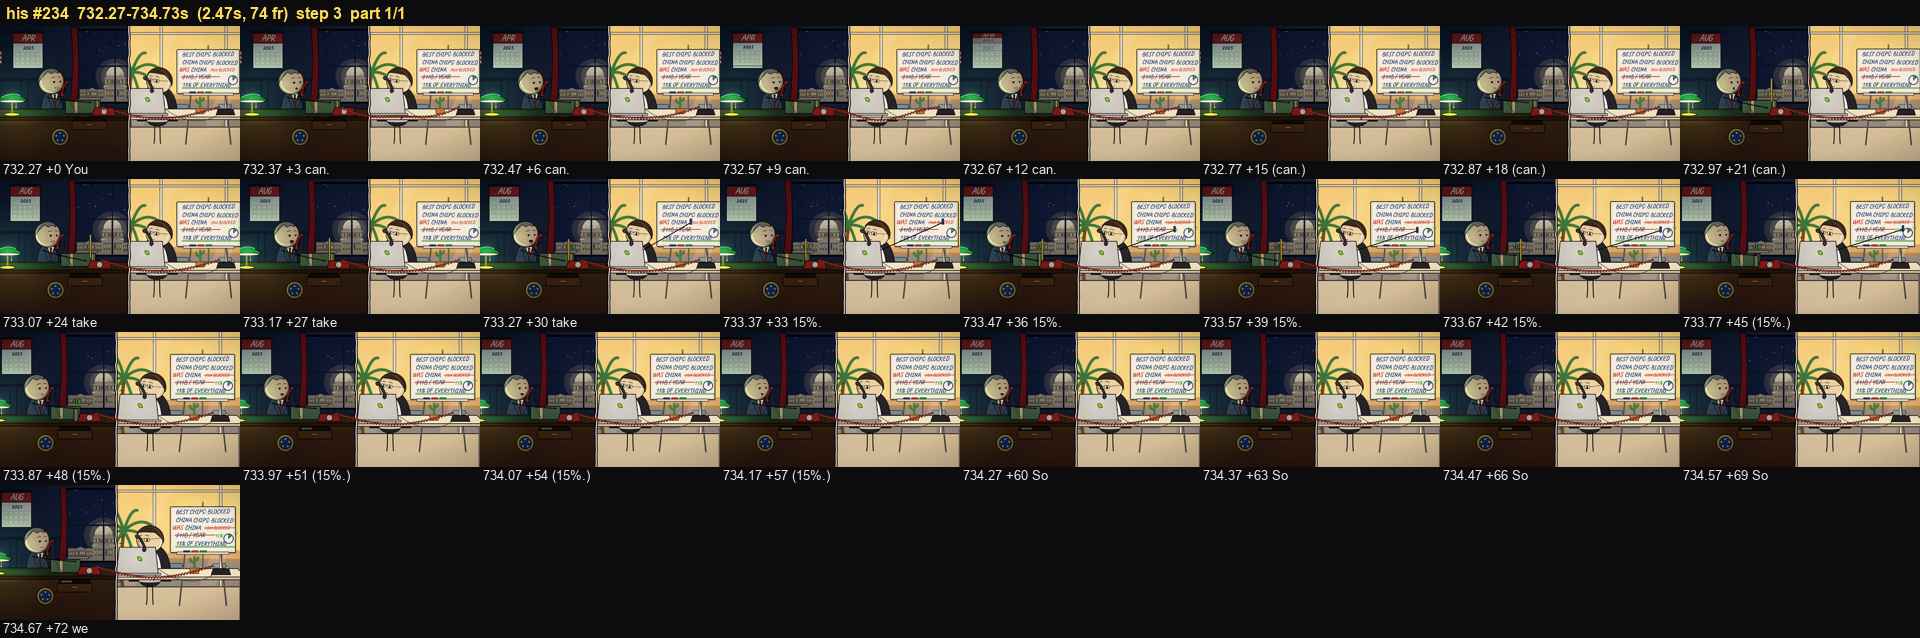 his #234  732.27-734.73s  (2.47s, 74 fr)  step 3  part 1/1
APR
2025
BEST CHIPS BLOCKED
CHINA CHIPS BLOCKED
WAS CHINA
15% OF EVERYTHING
AUG
2025
732.27 +0 You
732.37 +3 can.
732.47 +6 can.
732.57 +9 can.
732.67 +12 can.
732.77 +15 (can.)
732.87 +18 (can.)
732.97 +21 (can.)
733.07 +24 take
733.17 +27 take
733.27 +30 take
733.37 +33 15%.
733.47 +36 15%.
733.57 +39 15%.
733.67 +42 15%.
733.77 +45 (15%.)
733.87 +48 (15%.)
733.97 +51 (15%.)
734.07 +54 (15%.)
734.17 +57 (15%.)
734.27 +60 So
734.37 +63 So
734.47 +66 So
734.57 +69 So
734.67 +72 we